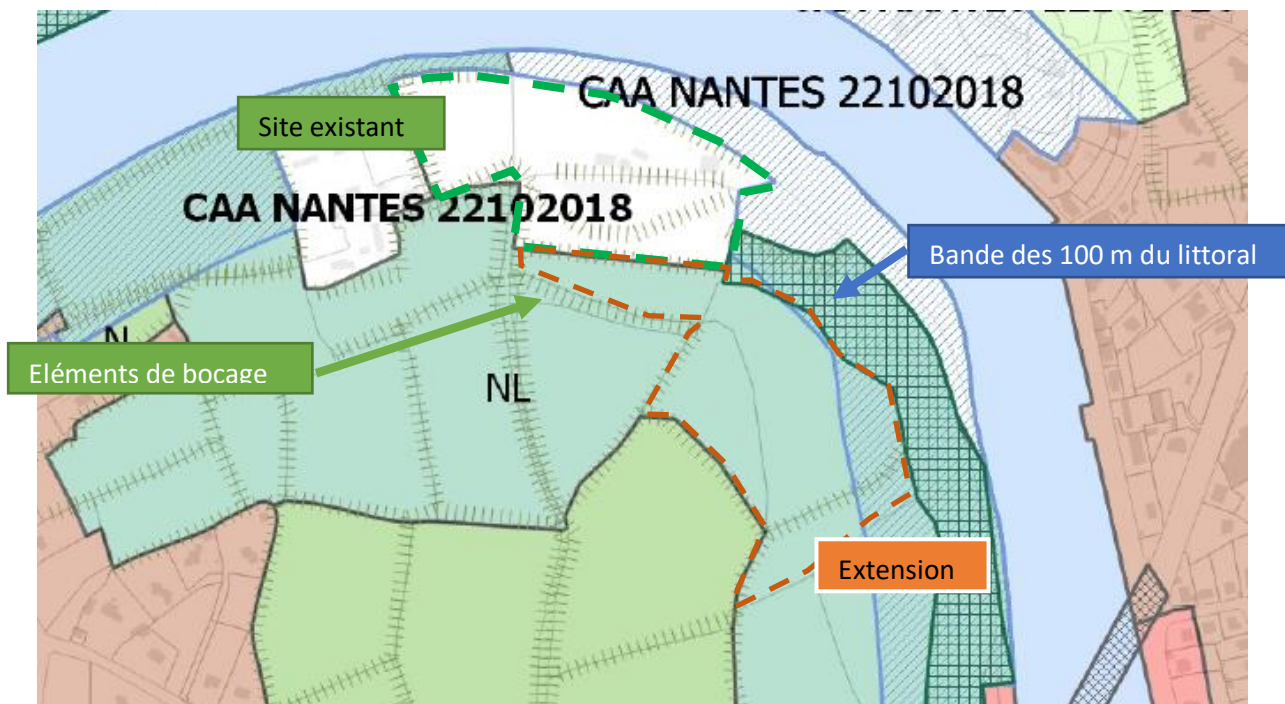 CAA NANTES 22102018
Site existant
CAA NANTES 22102018
Bande des 100 m du littoral
N
Eléments de bocage
NL
Extension